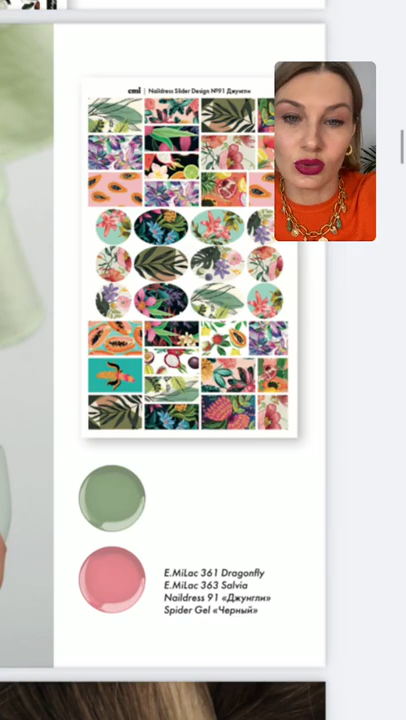 emi | Naildress Slider Design №91 Джунгли
E.MiLac 361 Dragonfly
E.MiLac 363 Salvia
Naildress 91 «Джунгли»
Spider Gel «Черный»